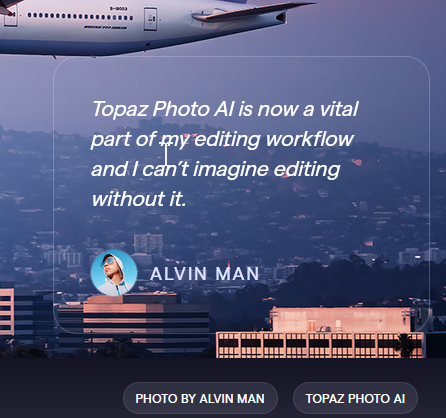 Topaz Photo AI is now a vital
part of my editing workflow
and I can't imagine editing
without it.
ALVIN MAN
PHOTO BY ALVIN MAN
TOPAZ PHOTO AI